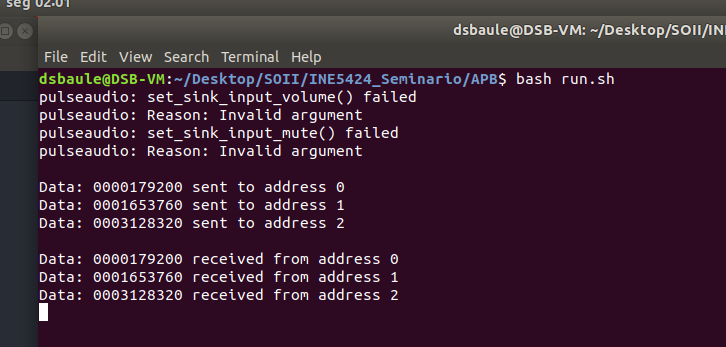 seg 02:01
dsbaule@DSB-VM: ~/Desktop/SOII/IN
File Edit View Search Terminal Help
dsbaule@DSB-VM:~/Desktop/SOII/INE5424_Seminario/APB$ bash run.sh
pulseaudio: set_sink_input_volume() failed
pulseaudio: Reason: Invalid argument
pulseaudio: set_sink_input_mute() failed
pulseaudio: Reason: Invalid argument
Data: 0000179200 sent to address 0
Data: 0001653760 sent to address 1
Data: 0003128320 sent to address 2
Data: 0000179200 received from address 0
Data: 0001653760 received from address 1
Data: 0003128320 received from address 2